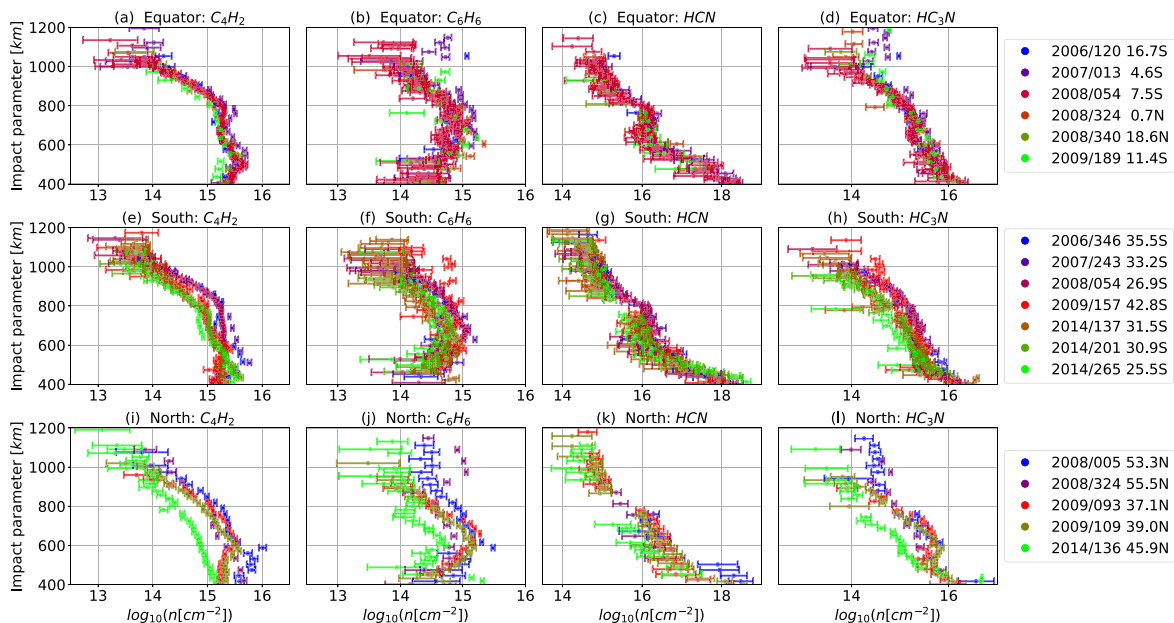 (a) Equator: C4H2
(b) Equator: C6H6
(c) Equator: HCN
(d) Equator: HC3N
Impact parameter [km]
1200
1000
800
600
400
13 14 15 16
13 14 15 16
14 15 16 17 18
14 15 16
2006/120 16.7S
2007/013 4.6S
2008/054 7.5S
2008/324 0.7N
2008/340 18.6N
2009/189 11.4S
(e) South: C4H2
(f) South: C6H6
(g) South: HCN
(h) South: HC3N
Impact parameter [km]
1200
1000
800
600
400
13 14 15 16
13 14 15 16
14 15 16 17 18
14 15 16
2006/346 35.5S
2007/243 33.2S
2008/054 26.9S
2009/157 42.8S
2014/137 31.5S
2014/201 30.9S
2014/265 25.5S
(i) North: C4H2
(j) North: C6H6
(k) North: HCN
(l) North: HC3N
Impact parameter [km]
1200
1000
800
600
400
13 14 15 16
13 14 15 16
14 15 16 17 18
14 15 16
log10(n[cm−2])
log10(n[cm−2])
log10(n[cm−2])
log10(n[cm−2])
2008/005 53.3N
2008/324 55.5N
2009/093 37.1N
2009/109 39.0N
2014/136 45.9N